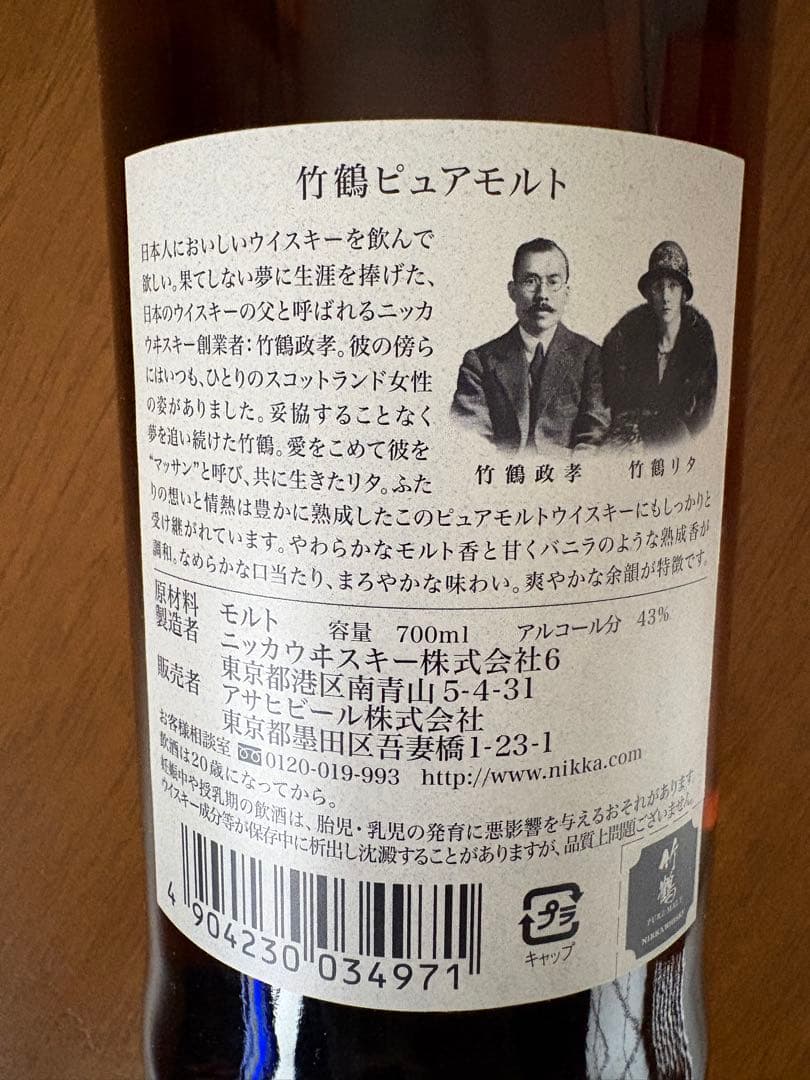 竹鶴ピュアモルト
日本人においしいウイスキーを飲んで
欲しい。果てしない夢に生涯を捧げた、
日本のウイスキーの父と呼ばれるニッカ
ウヰスキー創業者：竹鶴政孝。彼の傍ら
にはいつも、ひとりのスコットランド女性
の姿がありました。妥協することなく
夢を追い続けた竹鶴。愛をこめて彼を
“マッサン”と呼び、共に生きたリタ。ふた
りの想いと情熱は豊かに熟成したこのピュアモルトウイスキーにもしっかりと
受け継がれています。やわらかなモルト香と甘くバニラのような熟成香が
調和。なめらかな口当たり、まろやかな味わい。爽やかな余韻が特徴です。
竹鶴政孝 竹鶴リタ
原材料 モルト 容量 700ml アルコール分 43%
製造者 ニッカウヰスキー株式会社6
東京都港区南青山5-4-31
販売者 アサヒビール株式会社
東京都墨田区吾妻橋1-23-1
お客様相談室 0120-019-993 http://www.nikka.com
飲酒は20歳になってから。
妊娠中や授乳期の飲酒は、胎児・乳児の発育に悪影響を与えるおそれがあります
ウイスキー成分等が保存中に析出し沈澱することがありますが、品質上問題ございません
4 904230 034971
プラ
キャップ
竹鶴
PURE MALT
NIKKA WHISKY